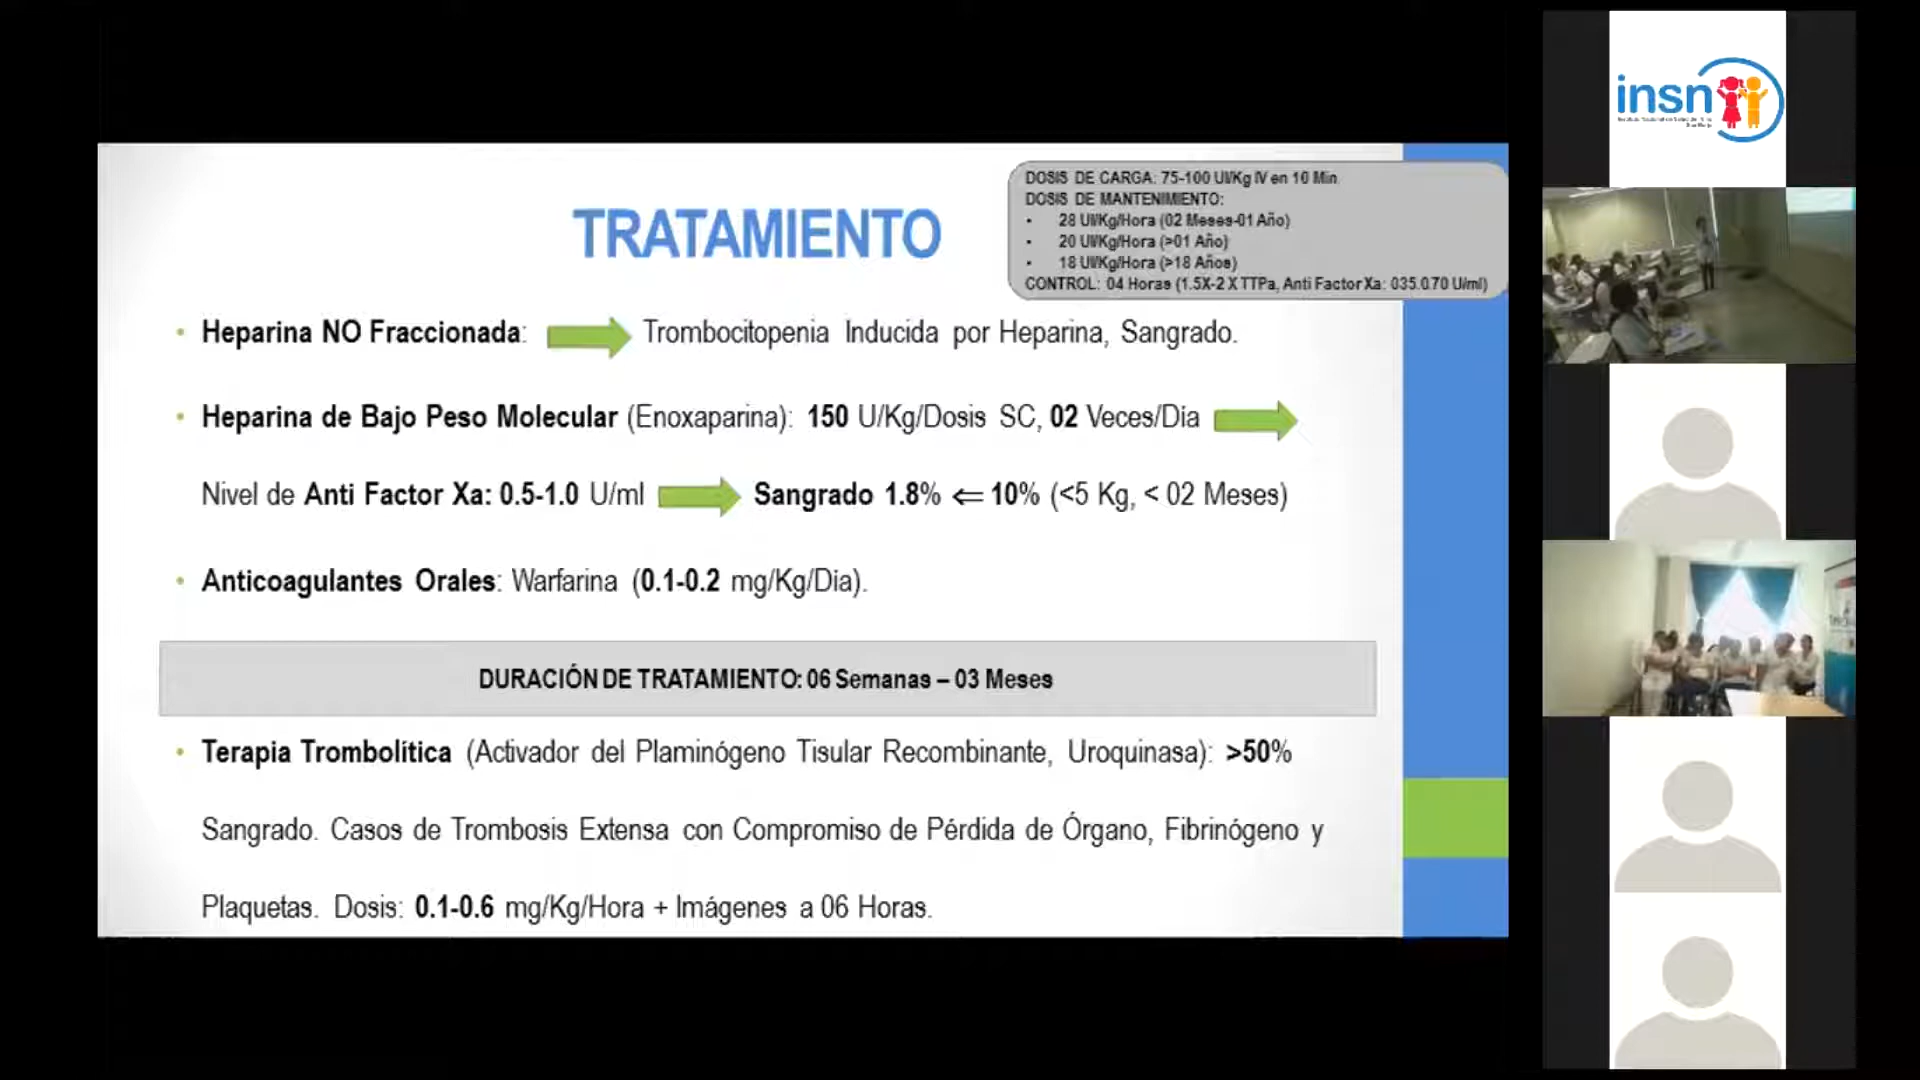 TRATAMIENTO
DOSIS DE CARGA: 75-100 UI/Kg IV en 10 Min.
DOSIS DE MANTENIMIENTO:
• 28 UI/Kg/Hora (02 Meses-01 Año)
• 20 UI/Kg/Hora (>01 Año)
• 18 UI/Kg/Hora (>18 Años)
CONTROL: 04 Horas (1.5X-2 X TTPa, Anti Factor Xa: 035.0.70 U/ml)
• Heparina NO Fraccionada: Trombocitopenia Inducida por Heparina, Sangrado.
• Heparina de Bajo Peso Molecular (Enoxaparina): 150 U/Kg/Dosis SC, 02 Veces/Día
Nivel de Anti Factor Xa: 0.5-1.0 U/ml Sangrado 1.8% ⇐ 10% (<5 Kg, < 02 Meses)
• Anticoagulantes Orales: Warfarina (0.1-0.2 mg/Kg/Dia).
DURACIÓN DE TRATAMIENTO: 06 Semanas – 03 Meses
• Terapia Trombolítica (Activador del Plaminógeno Tisular Recombinante, Uroquinasa): >50%
Sangrado. Casos de Trombosis Extensa con Compromiso de Pérdida de Órgano, Fibrinógeno y
Plaquetas. Dosis: 0.1-0.6 mg/Kg/Hora + Imágenes a 06 Horas.
insn